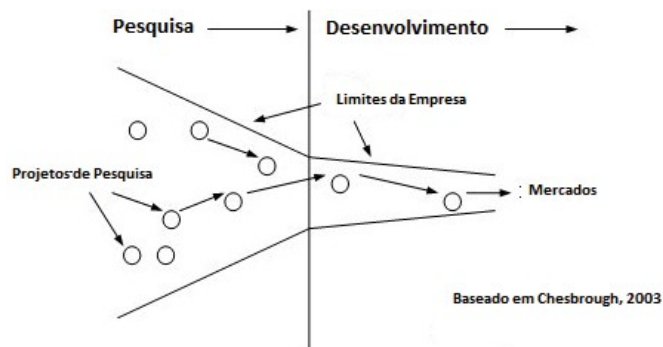 Pesquisa
Desenvolvimento
Limites da Empresa
Projetos de Pesquisa
: Mercados
Baseado em Chesbrough, 2003